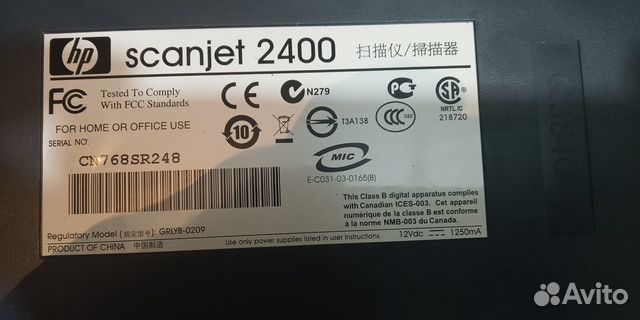 hp scanjet 2400 扫描仪/掃描器
FC Tested To Comply
With FCC Standards
CE N279
NRTL/C
218720
FOR HOME OR OFFICE USE
10 T3A138
SERIAL NO.
CN768SR248
MIC
E-C031-03-0165(B)
This Class B digital apparatus complies
with Canadian ICES-003. Cet appareil
numérique de la classe B est conforme
à la norme NMB-003 du Canada.
Regulatory Model (规定型号): GRLYB-0209
PRODUCT OF CHINA 中国制造
Use only power supplies listed in user instructions.
12Vdc ⎓ 1250mA
Avito